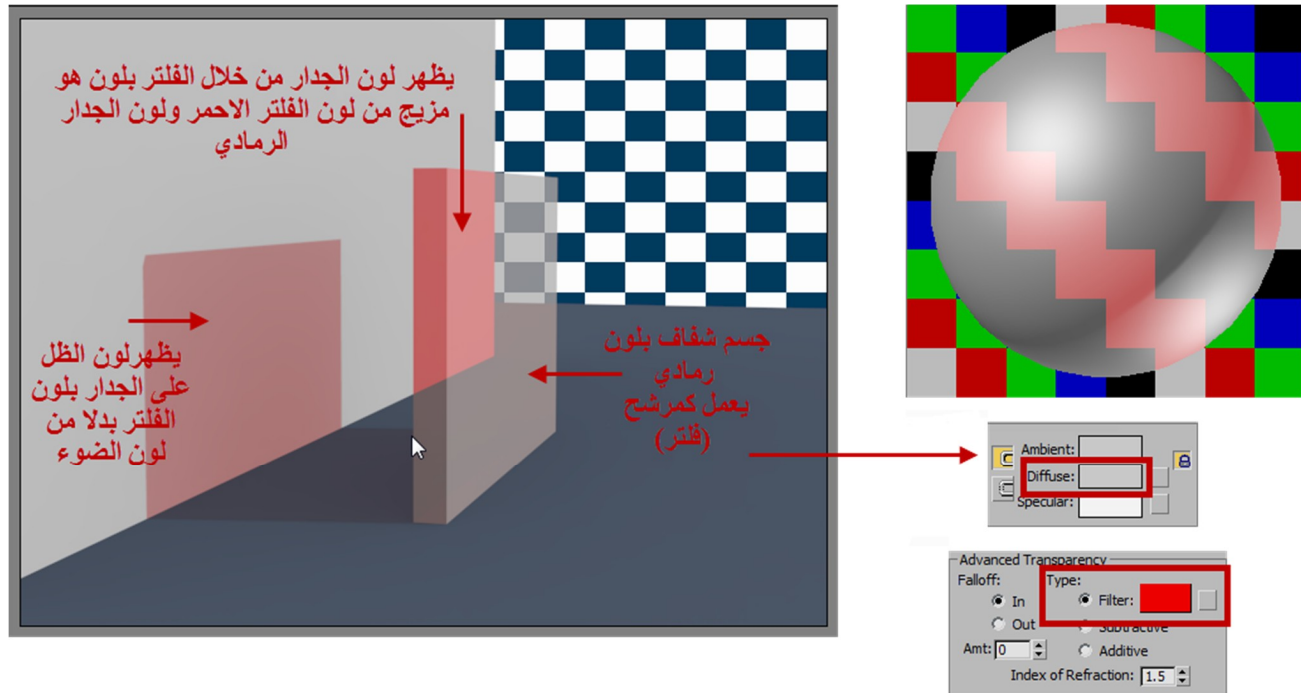 يظهر لون الجدار من خلال الفلتر بلون هو
مزيج من لون الفلتر الاحمر ولون الجدار
الرمادي
يظهرلون الظل
على الجدار بلون
الفلتر بدلا من
لون الضوء
جسم شفاف بلون
رمادي
يعمل كمرشح
(فلتر)
Ambient:
Diffuse:
Specular:
Advanced Transparency
Falloff: Type:
In Filter:
Out Subtractive
Amt: 0 Additive
Index of Refraction: 1.5